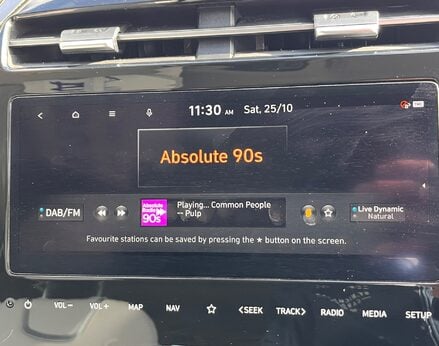 11:30 AM Sat, 25/10
Absolute 90s
DAB/FM
Absolute
Radio
90s
Playing... Common People
— Pulp
Live Dynamic
Natural
Favourite stations can be saved by pressing the ★ button on the screen.
VOL− VOL+ MAP NAV ☆ <SEEK TRACK> RADIO MEDIA SETUP